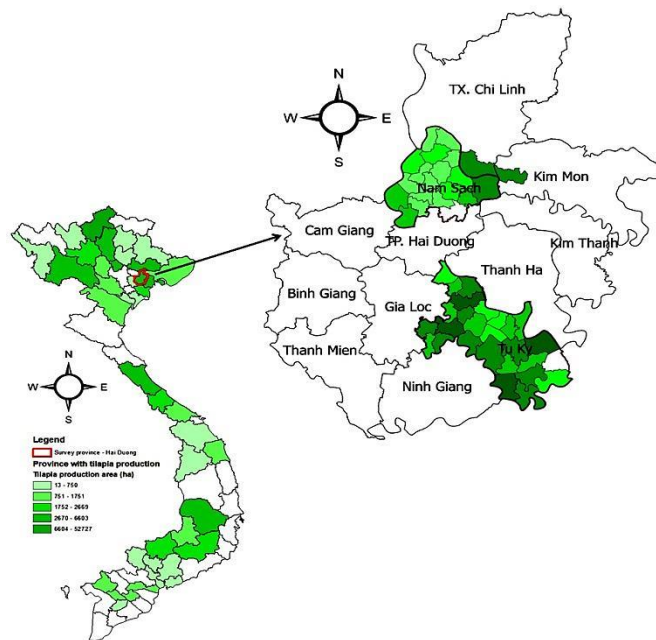 N
W E
S
TX. Chi Linh
Kim Mon
Nam Sach
Cam Giang
TP. Hai Duong
Kim Thanh
Thanh Ha
Binh Giang
Gia Loc
Tu Ky
Thanh Mien
Ninh Giang
N
W E
S
Legend
Survey province - Hai Duong
Province with tilapia production
Tilapia production area (ha)
13 - 750
751 - 1751
1752 - 2669
2670 - 6603
6604 - 52727